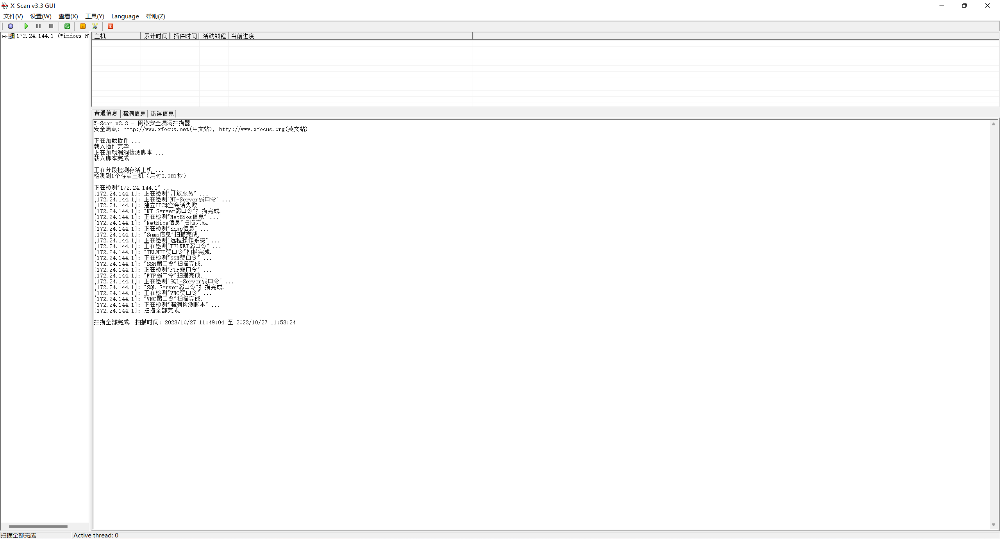 X-Scan v3.3 GUI
文件(V) 设置(W) 查看(X) 工具(Y) Language 帮助(Z)
172.24.144.1 (Windows N
主机 累计时间 插件时间 活动线程 当前进度
普通信息 漏洞信息 错误信息
X-Scan v3.3 - 网络安全漏洞扫描器
安全焦点: http://www.xfocus.net(中文站), http://www.xfocus.org(英文站)
正在加载插件 ...
载入插件完毕
正在加载漏洞检测脚本 ...
载入脚本完成
正在分段检测存活主机 ...
检测到1个存活主机（用时0.281秒）
正在检测"172.24.144.1" ...
[172.24.144.1]: 正在检测"开放服务" ...
[172.24.144.1]: 正在检测"NT-Server弱口令" ...
[172.24.144.1]: 建立IPC$空会话失败
[172.24.144.1]: "NT-Server弱口令"扫描完成.
[172.24.144.1]: 正在检测"NetBios信息" ...
[172.24.144.1]: "NetBios信息"扫描完成.
[172.24.144.1]: 正在检测"Snmp信息" ...
[172.24.144.1]: "Snmp信息"扫描完成.
[172.24.144.1]: 正在检测"远程操作系统" ...
[172.24.144.1]: 正在检测"TELNET弱口令" ...
[172.24.144.1]: "TELNET弱口令"扫描完成.
[172.24.144.1]: 正在检测"SSH弱口令" ...
[172.24.144.1]: "SSH弱口令"扫描完成.
[172.24.144.1]: 正在检测"FTP弱口令" ...
[172.24.144.1]: "FTP弱口令"扫描完成.
[172.24.144.1]: 正在检测"SQL-Server弱口令" ...
[172.24.144.1]: "SQL-Server弱口令"扫描完成.
[172.24.144.1]: 正在检测"VNC弱口令" ...
[172.24.144.1]: "VNC弱口令"扫描完成.
[172.24.144.1]: 正在检测"漏洞检测脚本" ...
[172.24.144.1]: 扫描全部完成.
扫描全部完成, 扫描时间: 2023/10/27 11:49:04 至 2023/10/27 11:53:24
扫描全部完成 Active thread: 0